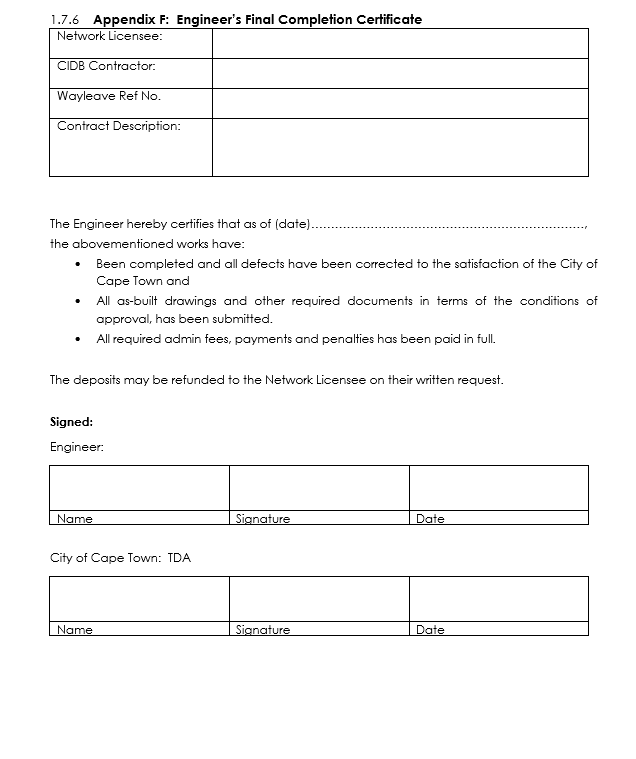 1.7.6 Appendix F: Engineer's Final Completion Certificate
Network Licensee:
CIDB Contractor:
Wayleave Ref No.
Contract Description:
The Engineer hereby certifies that as of (date)……………………………………………………………,
the abovementioned works have:
• Been completed and all defects have been corrected to the satisfaction of the City of
Cape Town and
• All as-built drawings and other required documents in terms of the conditions of
approval, has been submitted.
• All required admin fees, payments and penalties has been paid in full.
The deposits may be refunded to the Network Licensee on their written request.
Signed:
Engineer:
Name Signature Date
City of Cape Town: TDA
Name Signature Date